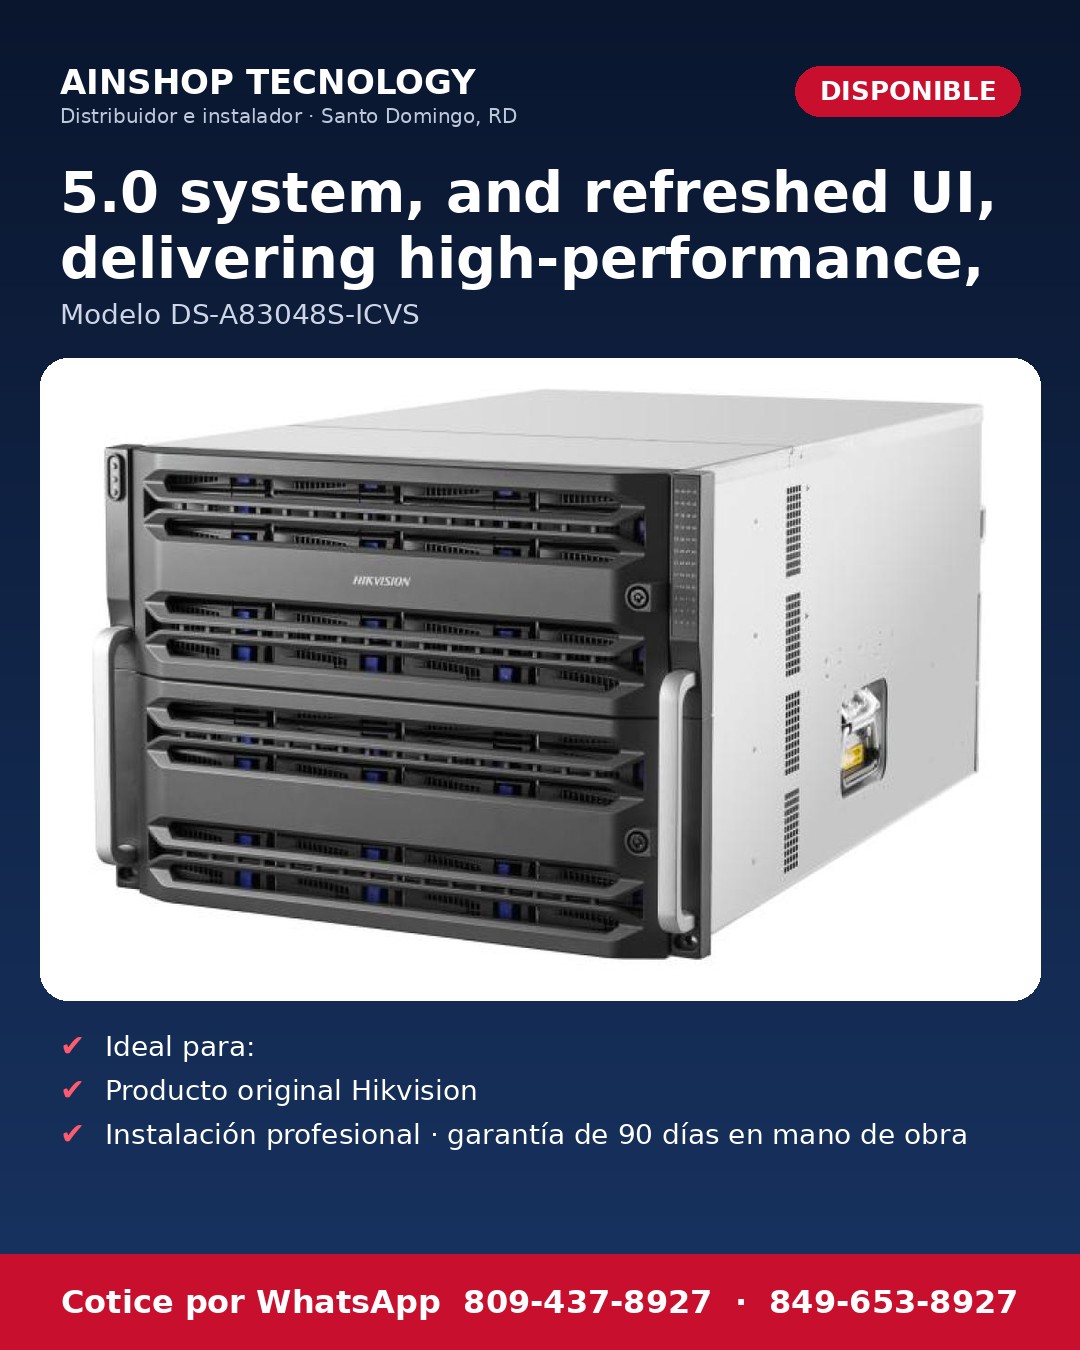 AINSHOP TECNOLOGY
Distribuidor e instalador · Santo Domingo, RD
DISPONIBLE
5.0 system, and refreshed UI,
delivering high-performance,
Modelo DS-A83048S-ICVS
HIKVISION
✔ Ideal para:
✔ Producto original Hikvision
✔ Instalación profesional · garantía de 90 días en mano de obra
Cotice por WhatsApp 809-437-8927 · 849-653-8927